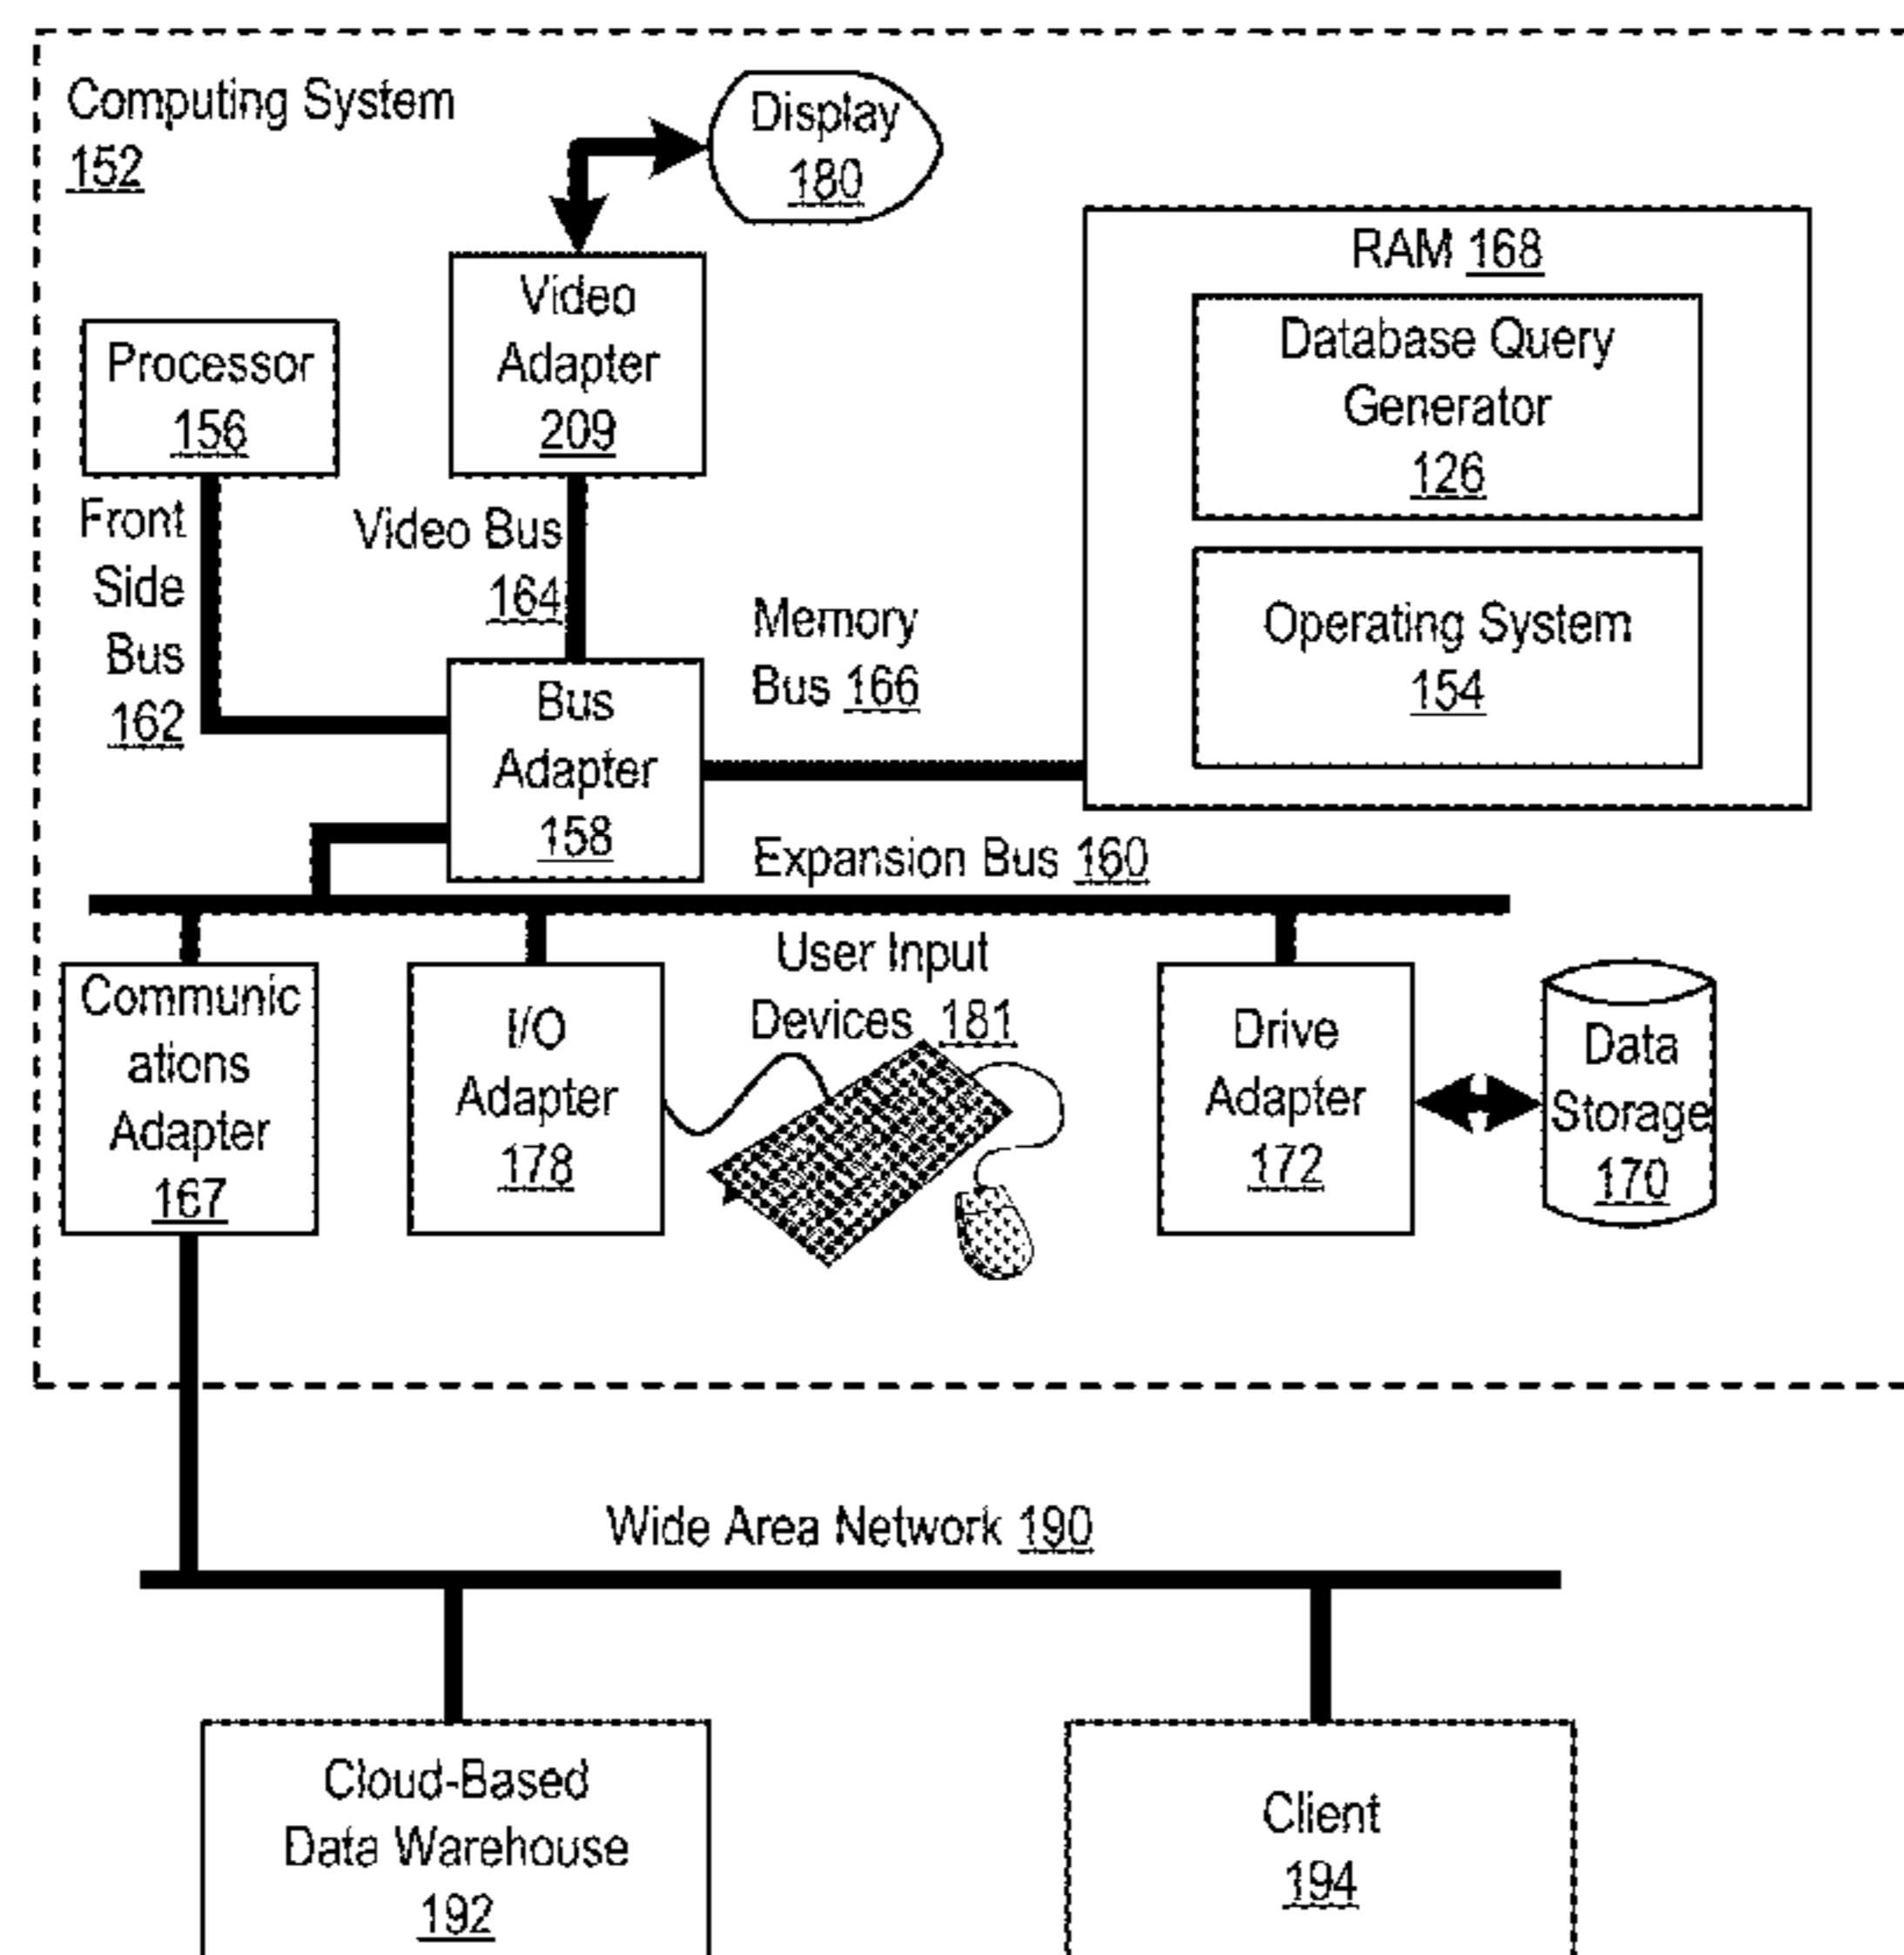 Computing System
152
Display
180
RAM 168
Video
Adapter
209
Database Query
Generator
126
Processor
156
Front
Side
Bus
162
Video Bus
164
Memory
Bus 166
Operating System
154
Bus
Adapter
158
Expansion Bus 160
Communic
ations
Adapter
167
I/O
Adapter
178
User Input
Devices 181
Drive
Adapter
172
Data
Storage
170
Wide Area Network 190
Cloud-Based
Data Warehouse
192
Client
194